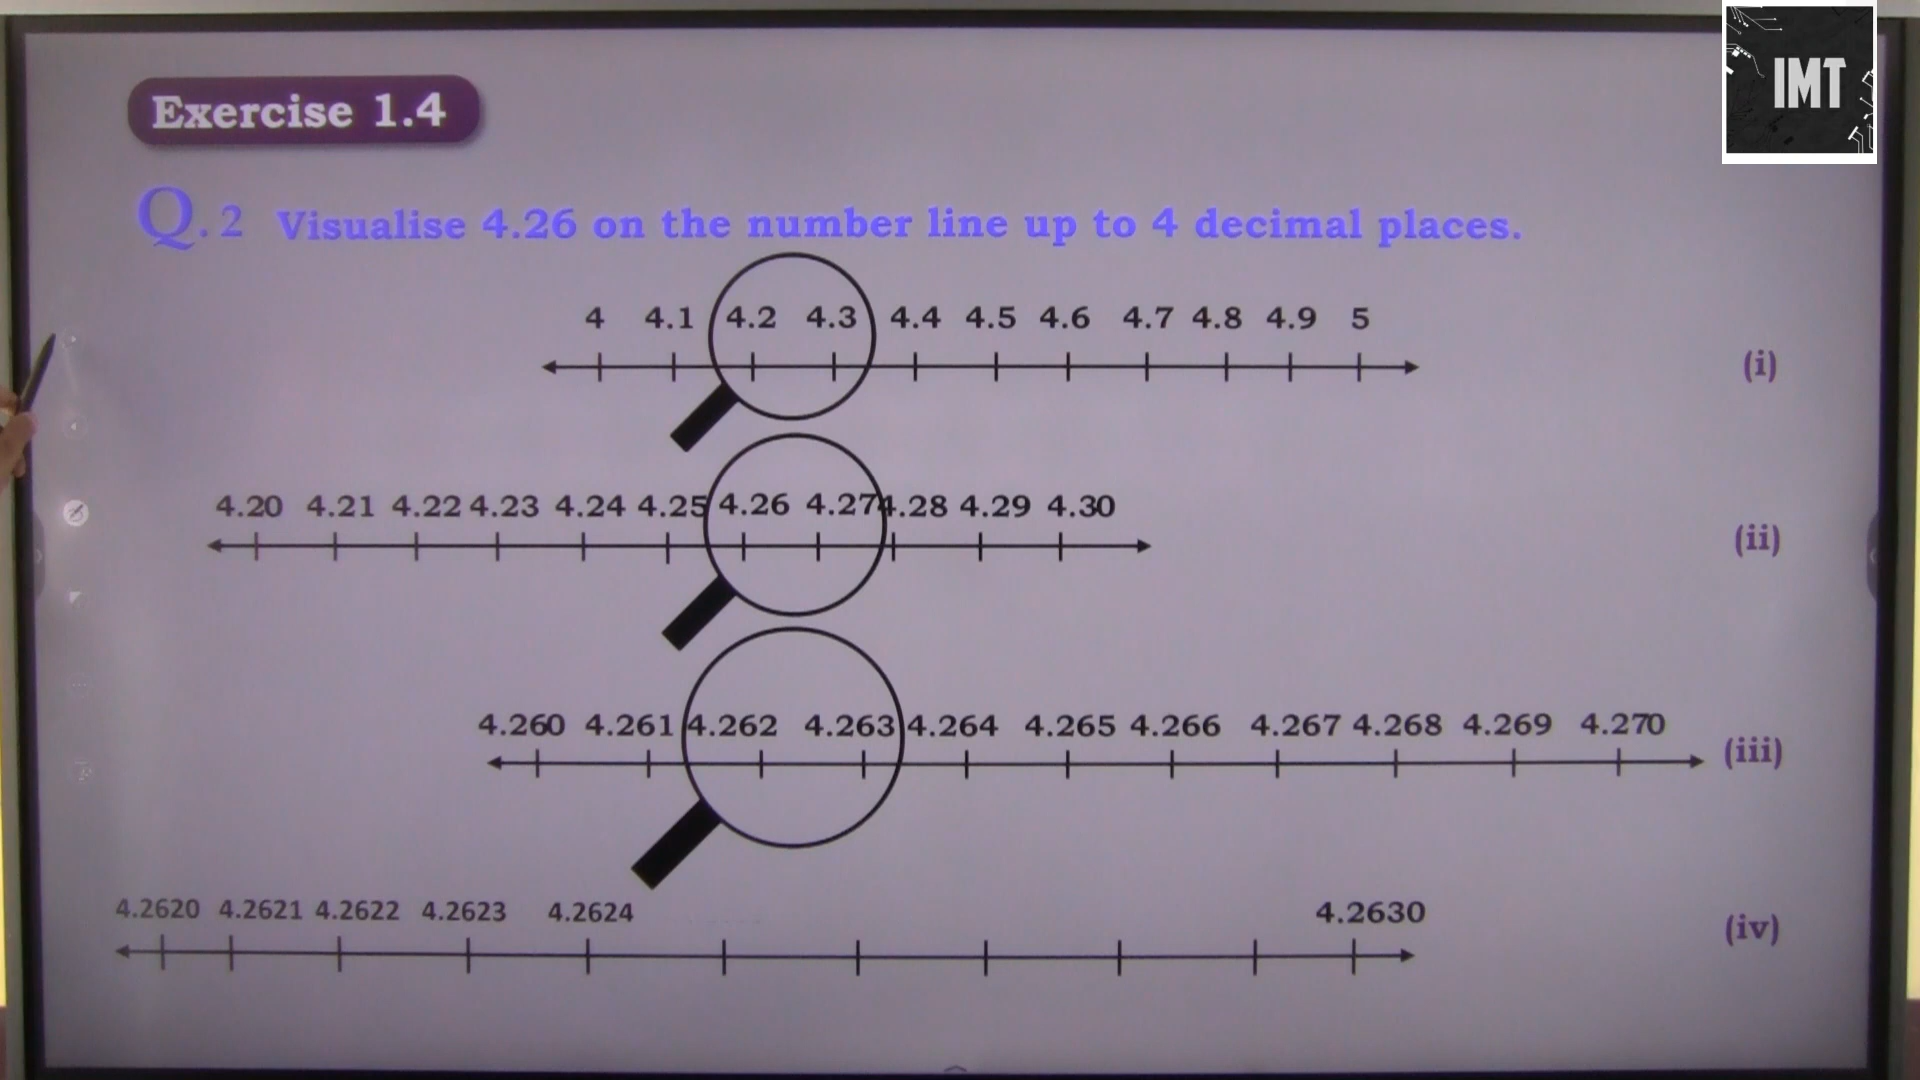 IMT
Exercise 1.4
Q.2 Visualise 4.26 on the number line up to 4 decimal places.
4 4.1 4.2 4.3 4.4 4.5 4.6 4.7 4.8 4.9 5
(i)
4.20 4.21 4.22 4.23 4.24 4.25 4.26 4.27 4.28 4.29 4.30
(ii)
4.260 4.261 4.262 4.263 4.264 4.265 4.266 4.267 4.268 4.269 4.270
(iii)
4.2620 4.2621 4.2622 4.2623 4.2624 4.2630
(iv)